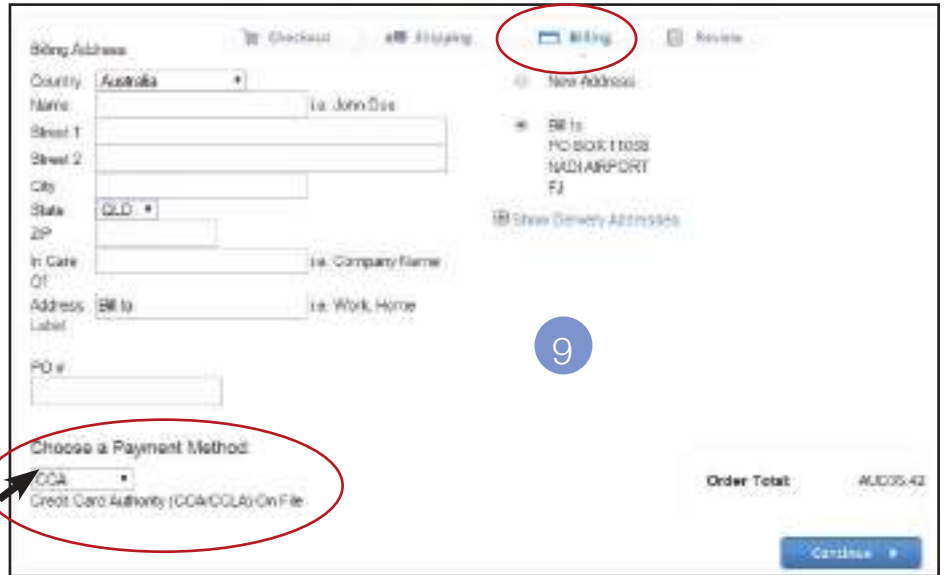 Checkout Shipping Billing Review
Billing Address
Country Australia
Name i.e. John Doe
Street 1
Street 2
City
State QLD
ZIP
In Care Of i.e. Company Name
Address Label Bill to i.e. Work, Home
PO #
New Address
Bill to
PO BOX 11058
NADI AIRPORT
FJ
Show Delivery Addresses
9
Choose a Payment Method:
CCA
Credit Card Authority (CCA/CCLA) On File
Order Total: AUD35.42
Continue